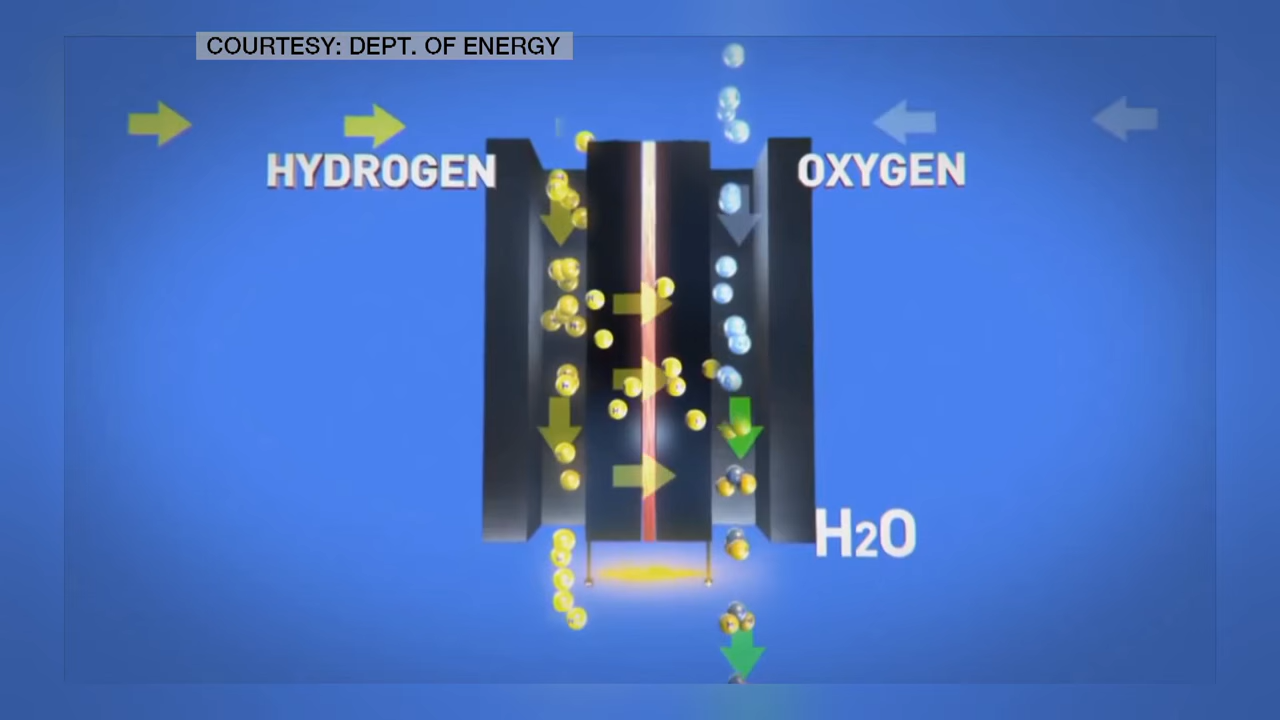 COURTESY: DEPT. OF ENERGY
HYDROGEN
OXYGEN
H2O